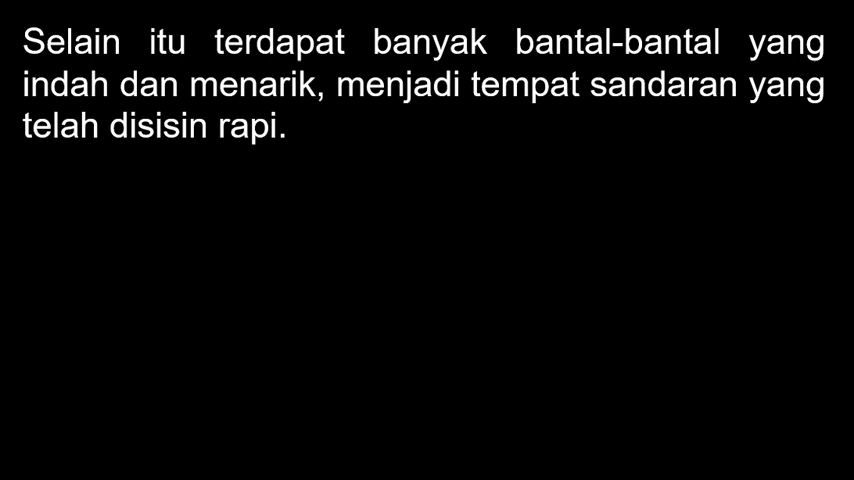 Selain itu terdapat banyak bantal-bantal yang
indah dan menarik, menjadi tempat sandaran yang
telah disisin rapi.